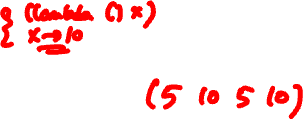 { (lambda () x)
{ x → 10
(5 10 5 10)